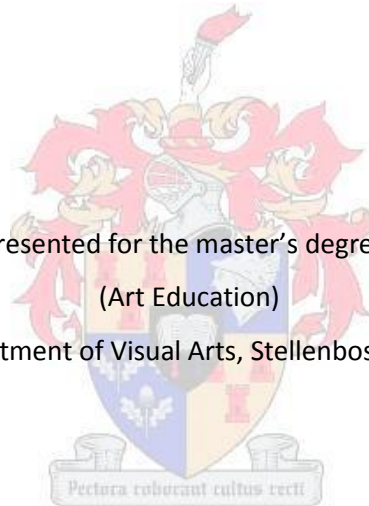 resented for the master’s degre
(Art Education)
tment of Visual Arts, Stellenbos
Pectora roborant cultus recti